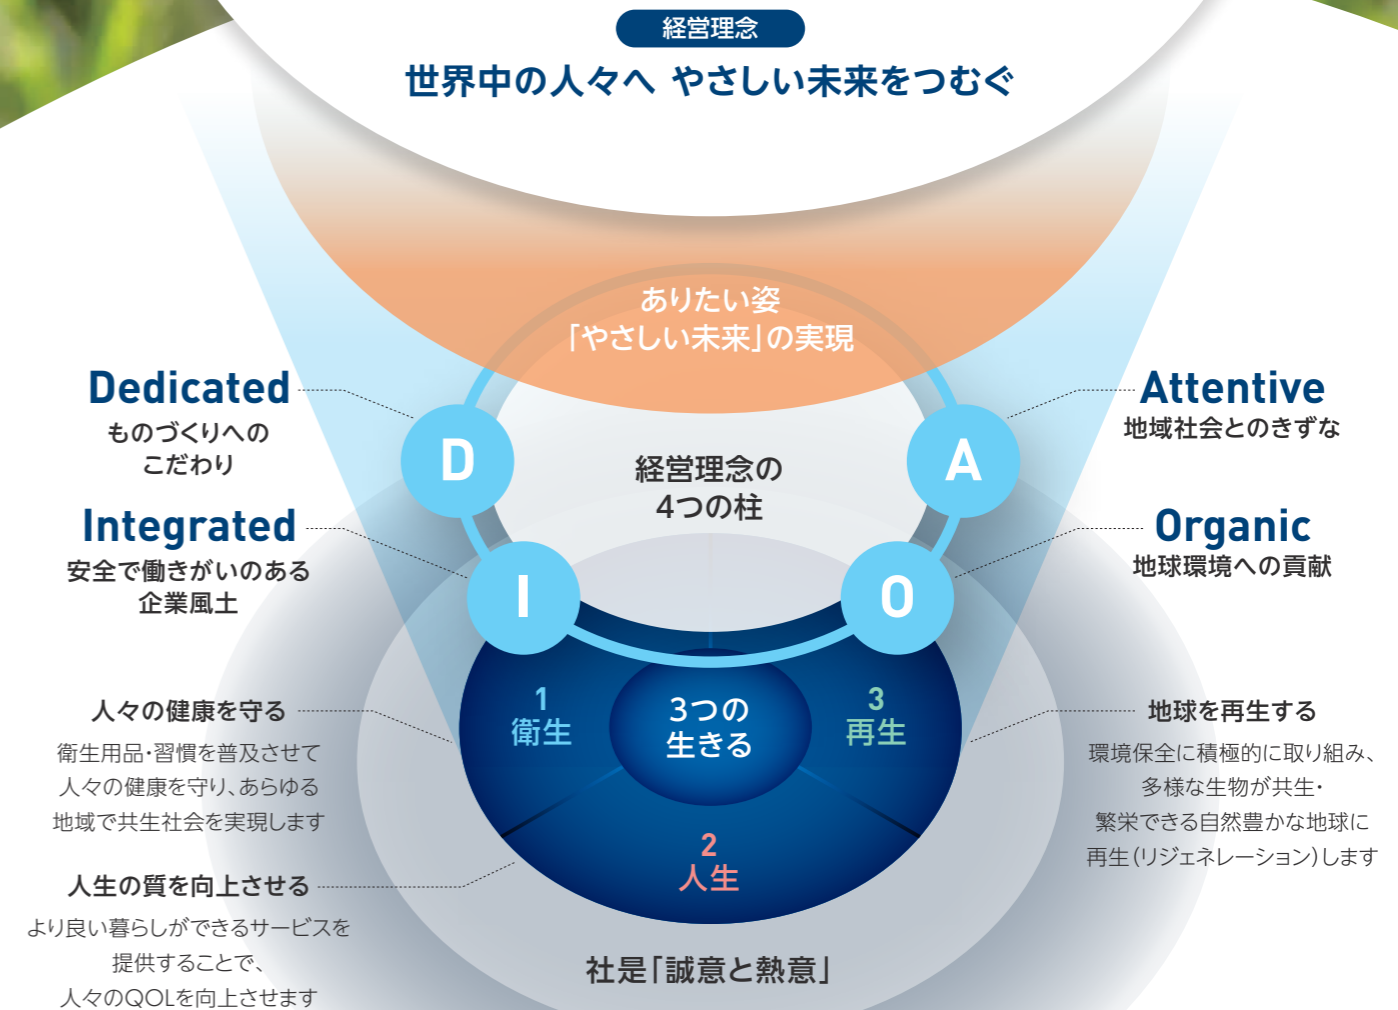 経営理念
世界中の人々へ やさしい未来をつむぐ
ありたい姿
「やさしい未来」の実現
Dedicated
ものづくりへの
こだわり
D
A
Attentive
地域社会とのきずな
経営理念の
4つの柱
Integrated
安全で働きがいのある
企業風土
I
O
Organic
地球環境への貢献
3つの
生きる
1
衛生
3
再生
2
人生
人々の健康を守る
衛生用品・習慣を普及させて
人々の健康を守り、あらゆる
地域で共生社会を実現します
地球を再生する
環境保全に積極的に取り組み、
多様な生物が共生・
繁栄できる自然豊かな地球に
再生(リジェネレーション)します
人生の質を向上させる
より良い暮らしができるサービスを
提供することで、
人々のQOLを向上させます
社是「誠意と熱意」